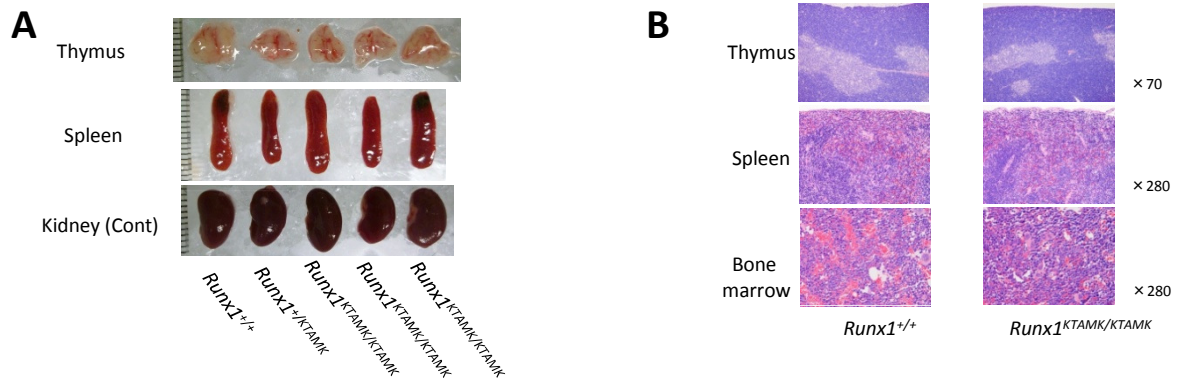 A
Thymus
Spleen
Kidney (Cont)
Runx1+/+
Runx1+/KTAMK
Runx1KTAMK/KTAMK
Runx1KTAMK/KTAMK
Runx1KTAMK/KTAMK
B
Thymus
×70
Spleen
×280
Bone
marrow
×280
Runx1+/+
Runx1KTAMK/KTAMK